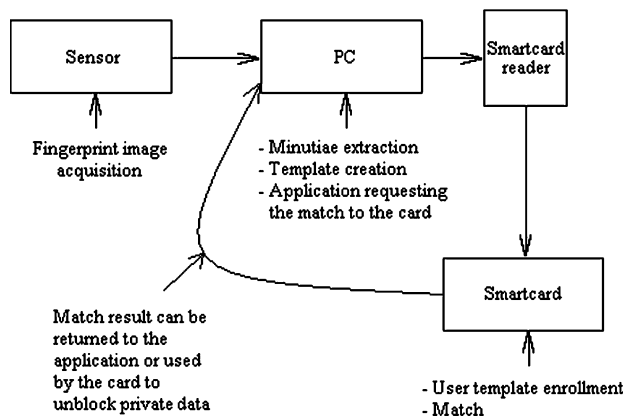 Sensor
PC
Smartcard
reader
Fingerprint image
acquisition
- Minutiae extraction
- Template creation
- Application requesting
the match to the card
Smartcard
Match result can be
returned to the
application or used
by the card to
unblock private data
- User template enrollment
- Match